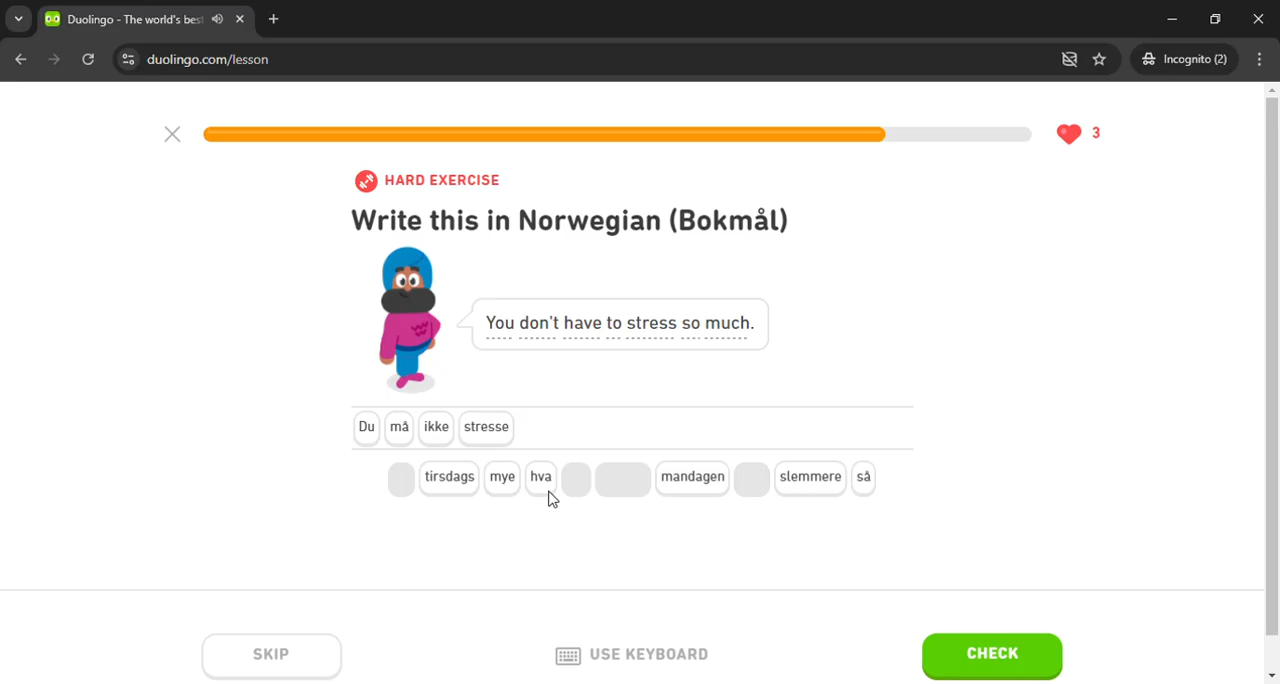 Duolingo - The world's bes
duolingo.com/lesson
Incognito (2)
3
HARD EXERCISE
Write this in Norwegian (Bokmål)
You don't have to stress so much.
Du må ikke stresse
tirsdags mye hva mandagen slemmere så
SKIP
USE KEYBOARD
CHECK